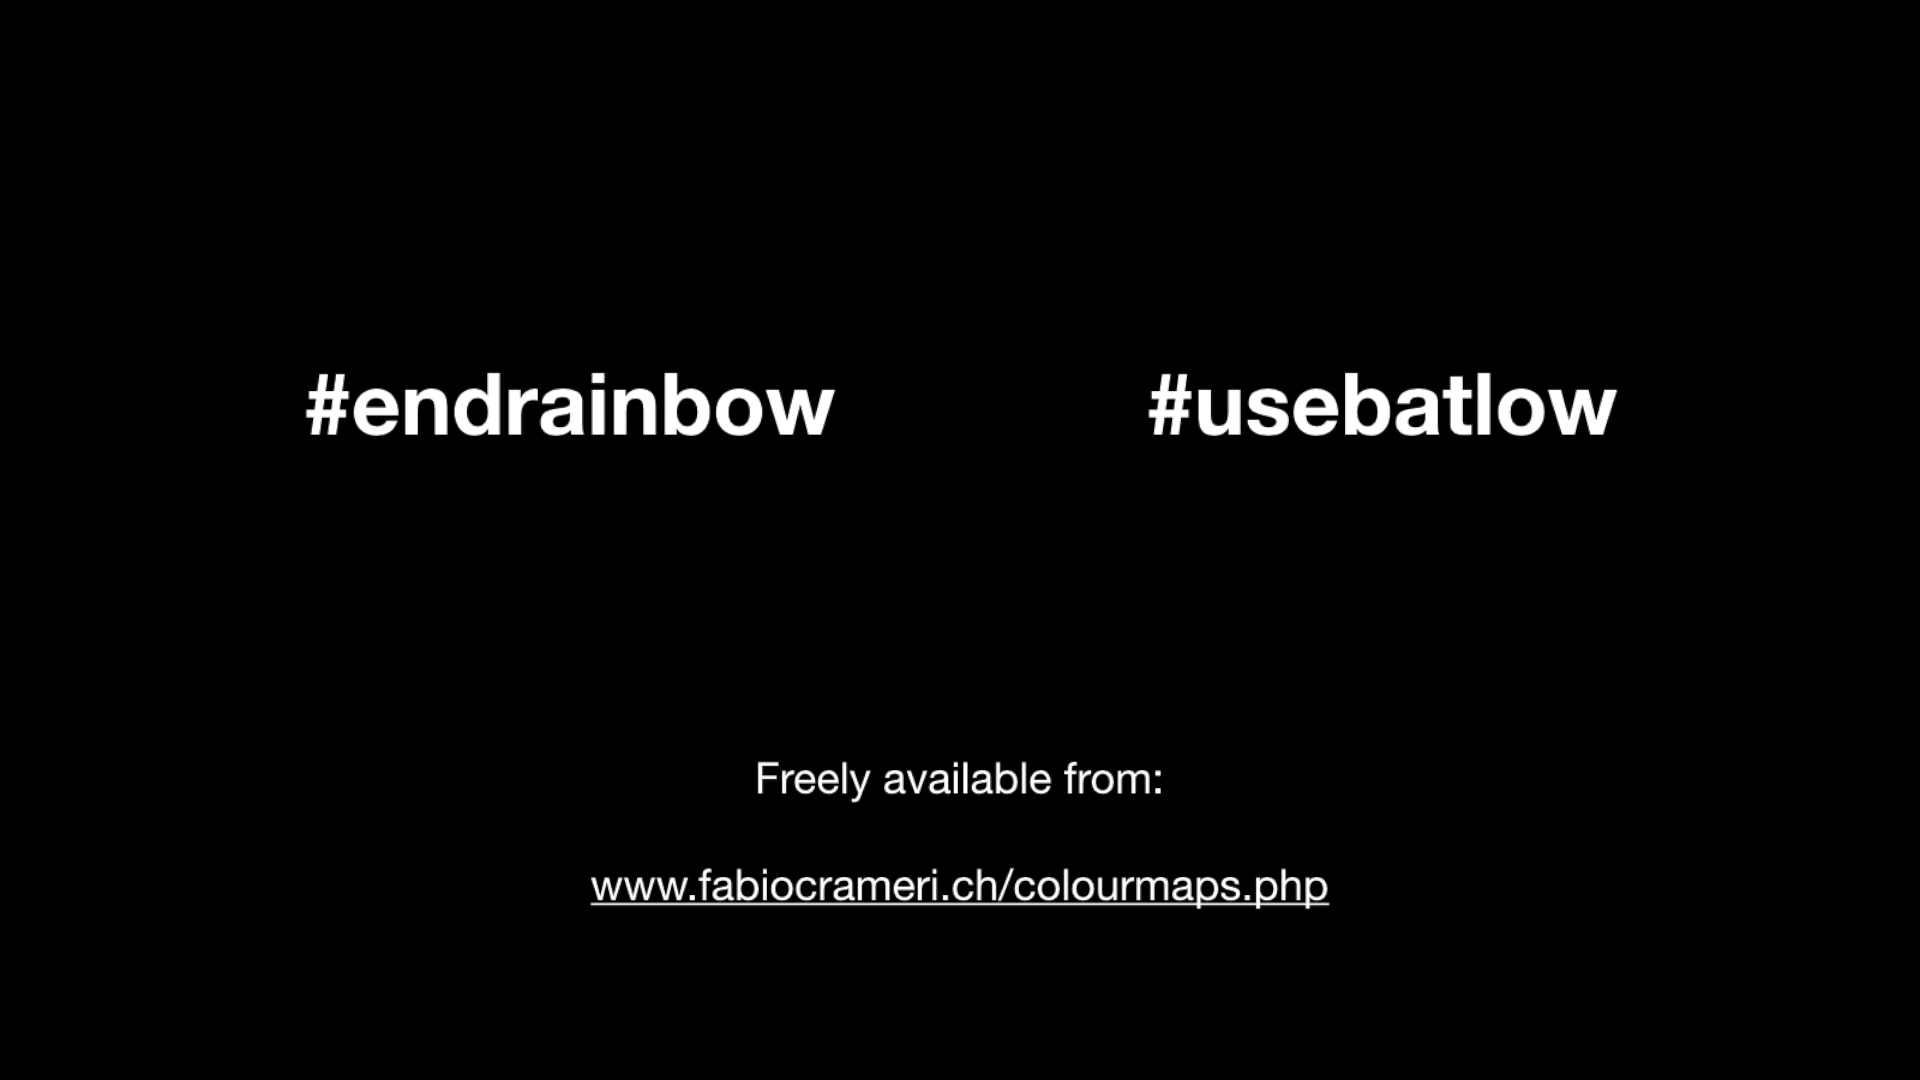 #endrainbow #usebatlow
Freely available from:
www.fabiocrameri.ch/colourmaps.php